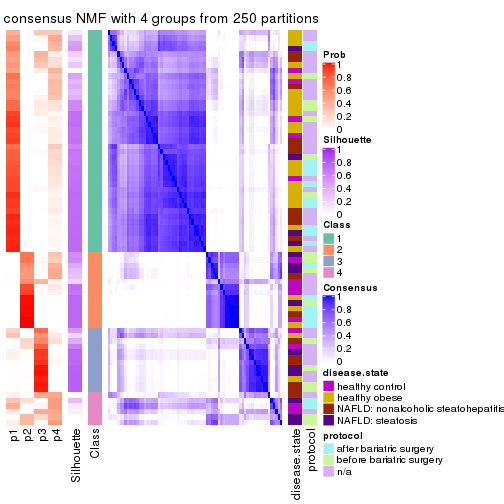 consensus NMF with 4 groups from 250 partitions
Prob
1
0.8
0.6
0.4
0.2
0
Silhouette
1
0.8
0.6
0.4
0.2
0
Class
1
2
3
4
Consensus
1
0.8
0.6
0.4
0.2
0
disease.state
healthy control
healthy obese
NAFLD: nonalcoholic steatohepatitis
NAFLD: steatosis
protocol
after bariatric surgery
before bariatric surgery
n/a
p1
p2
p3
p4
Silhouette
Class
disease.state
protocol